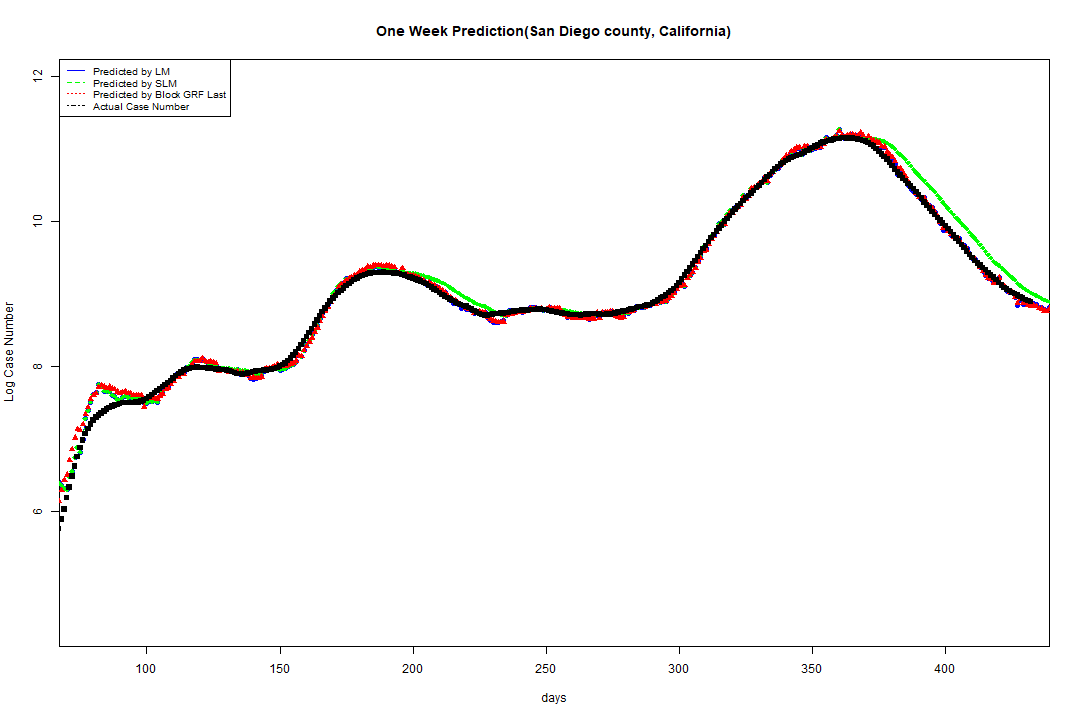 One Week Prediction(San Diego county, California)
Predicted by LM
Predicted by SLM
Predicted by Block GRF Last
Actual Case Number
12
10
8
6
Log Case Number
100 150 200 250 300 350 400
days